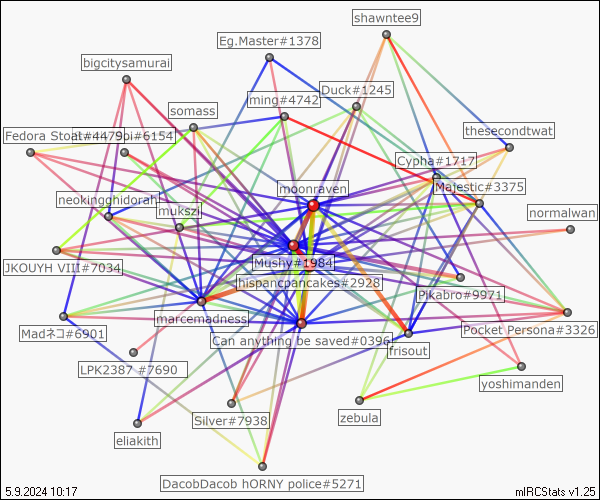 shawntee9
Eg.Master#1378
bigcitysamurai
Duck#1245
ming#4742
somass
thesecondtwat
Fedora Stoat#4479
bi#6154
Cypha#1717
moonraven
Majestic#3375
neokingghidorah
mukszi
normalwan
Mushy#1984
JKOUYH VIII#7034
hispancpancakes#2928
Pikabro#9971
marcemadness
Pocket Persona#3326
Madネコ#6901
Can anything be saved#0396
frisout
LPK2387 #7690
yoshimanden
Silver#7938
zebula
eliakith
DacobDacob hORNY police#5271
5.9.2024 10:17
mIRCStats v1.25